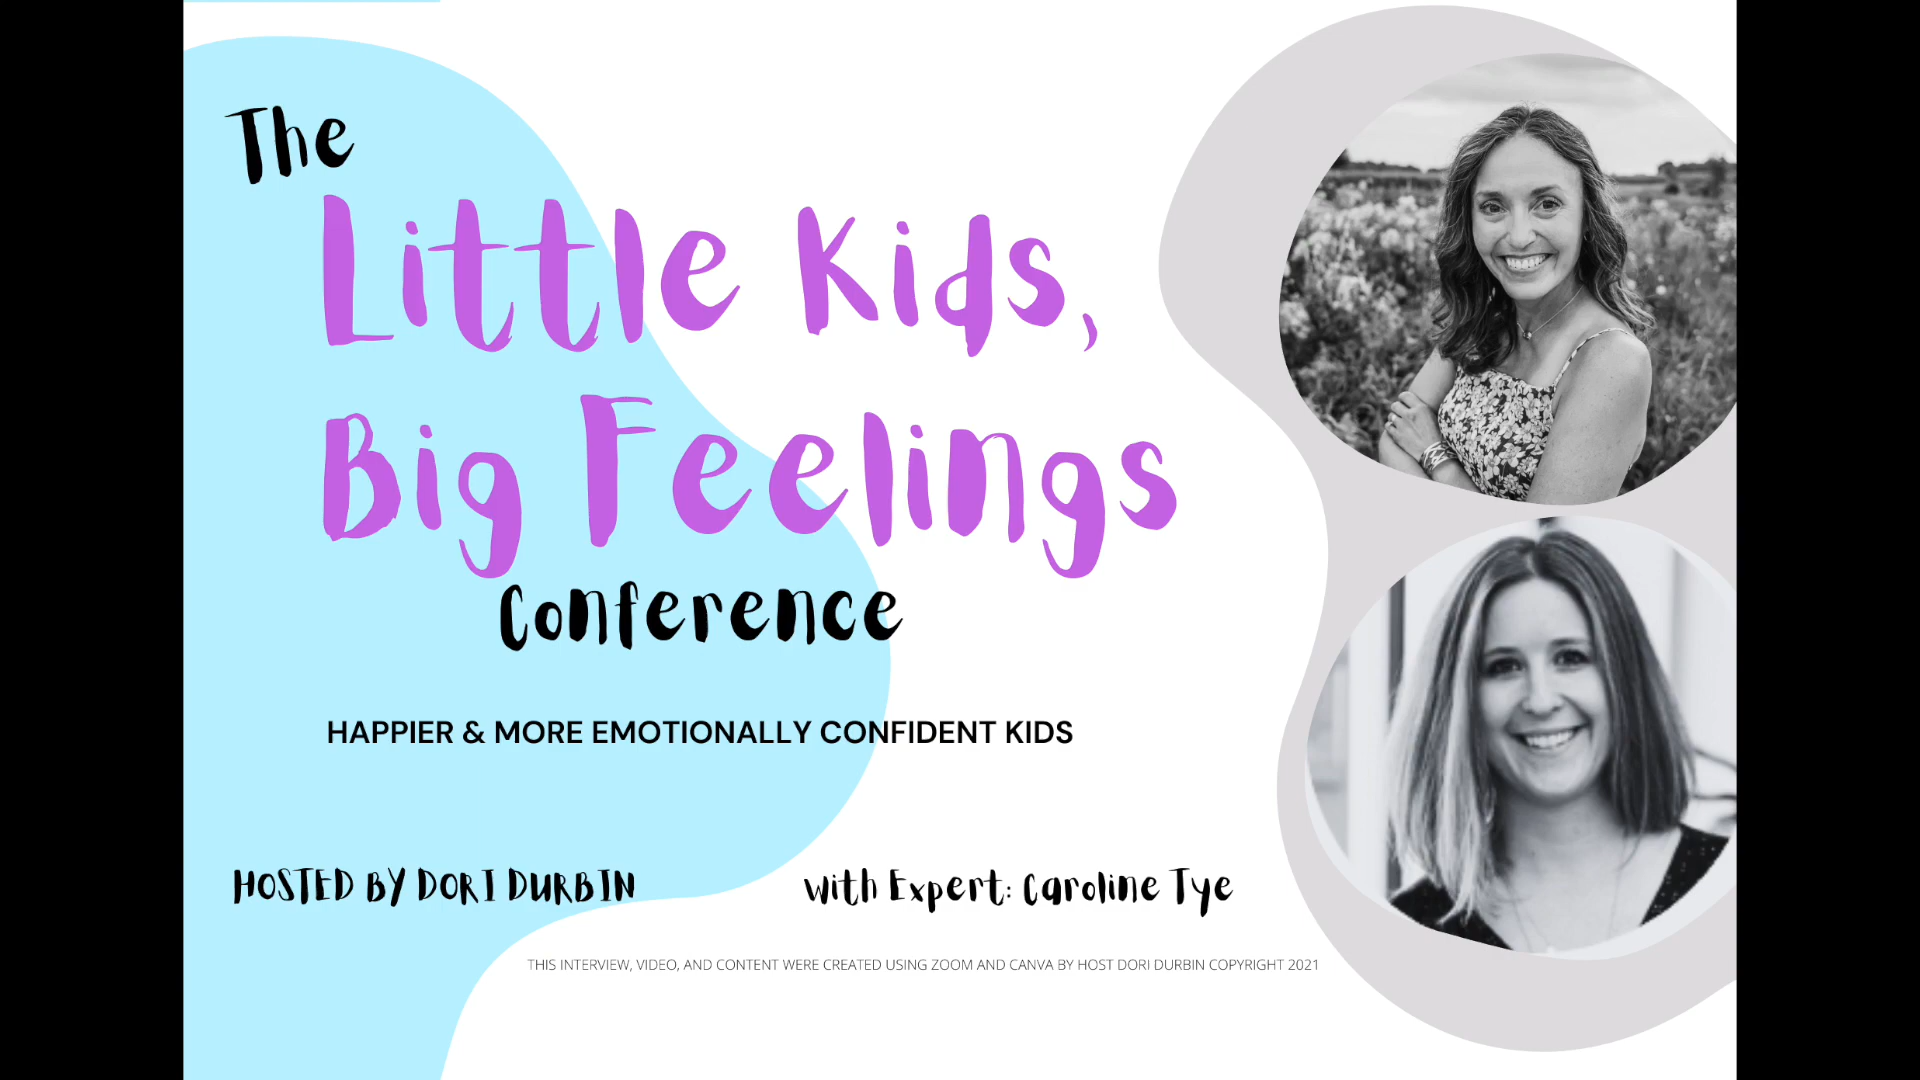 The
Little Kids,
Big Feelings
Conference
HAPPIER & MORE EMOTIONALLY CONFIDENT KIDS
HOSTED BY DORI DURBIN
with Expert: Caroline Tye
THIS INTERVIEW, VIDEO, AND CONTENT WERE CREATED USING ZOOM AND CANVA BY HOST DORI DURBIN COPYRIGHT 2021